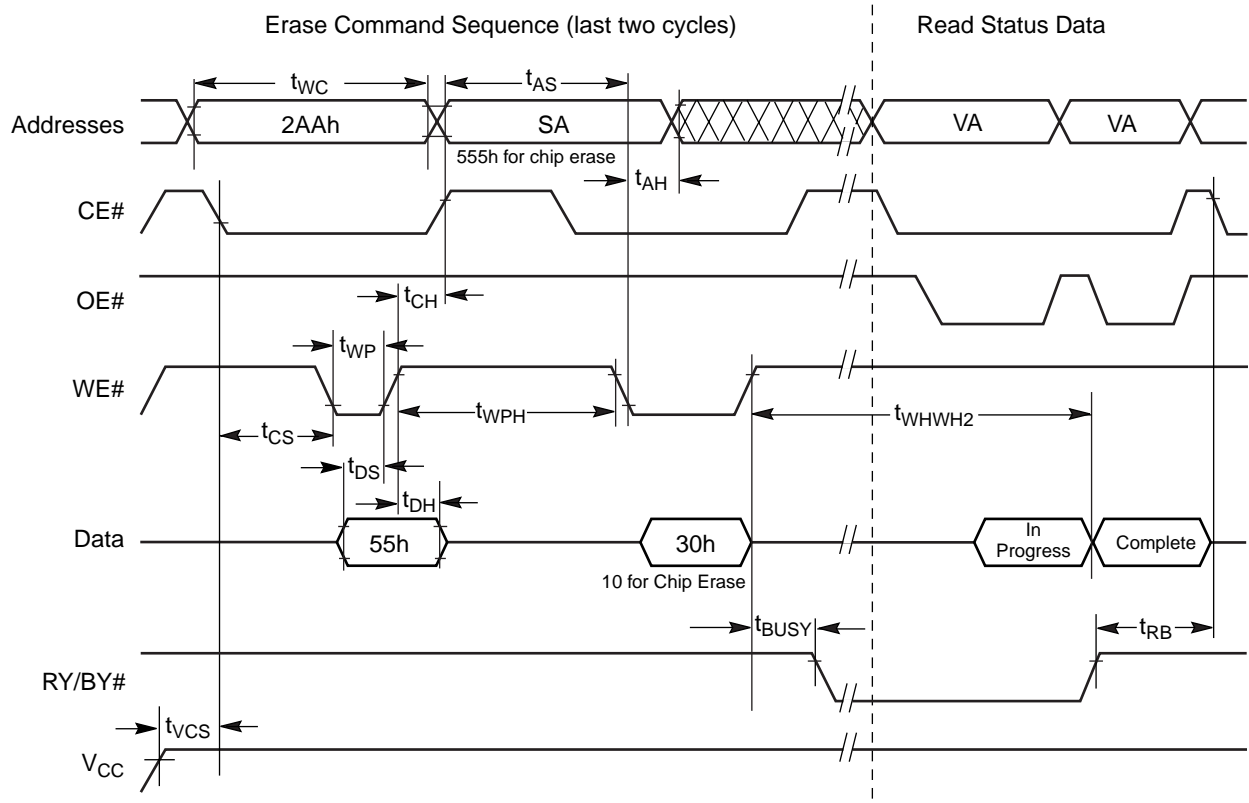 Erase Command Sequence (last two cycles)
Read Status Data
tWC
tAS
Addresses
2AAh
SA
VA
VA
555h for chip erase
tAH
CE#
OE#
tCH
tWP
WE#
tWPH
tWHWH2
tCS
tDS
tDH
Data
55h
30h
In
Progress
Complete
10 for Chip Erase
tBUSY
tRB
RY/BY#
tVCS
VCC